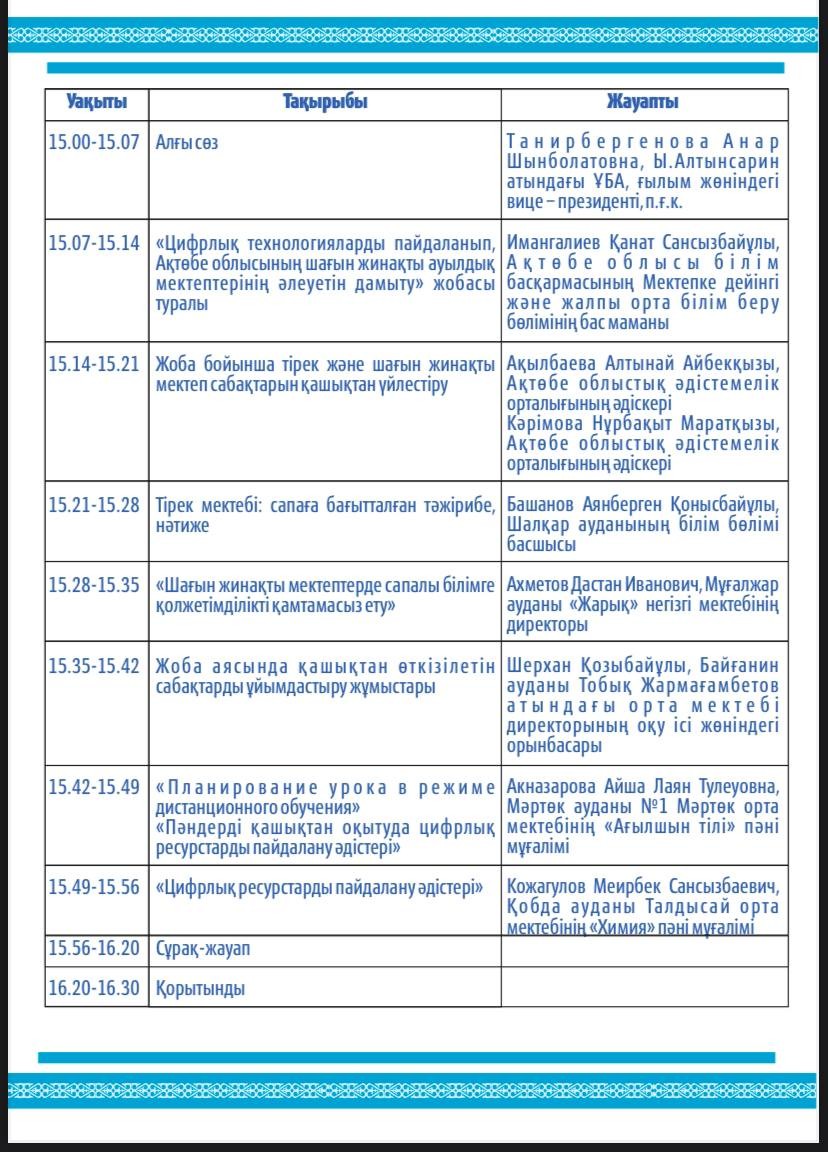 Уақыты
Тақырыбы
Жауапты
15.00-15.07
Алғы сөз
Танирбергенова Анар
Шынболатовна, Ы.Алтынсарин
атындағы ҰБА, ғылым жөніндегі
вице – президенті,п.ғ.к.
15.07-15.14
«Цифрлық технологияларды пайдаланып,
Ақтөбе облысының шағын жинақты ауылдық
мектептерінің әлеуетін дамыту» жобасы
туралы
Имангалиев Қанат Сансызбайұлы,
Ақтөбе облысы білім
басқармасының Мектепке дейінгі
және жалпы орта білім беру
бөлімінің бас маманы
15.14-15.21
Жоба бойынша тірек және шағын жинақты
мектеп сабақтарын қашықтан үйлестіру
Ақылбаева Алтынай Айбекқызы,
Ақтөбе облыстық әдістемелік
орталығының әдіскері
Кәрімова Нұрбақыт Маратқызы,
Ақтөбе облыстық әдістемелік
орталығының әдіскері
15.21-15.28
Тірек мектебі: сапаға бағытталған тәжірибе,
нәтиже
Башанов Аянберген Қонысбайұлы,
Шалқар ауданының білім бөлімі
басшысы
15.28-15.35
«Шағын жинақты мектептерде сапалы білімге
қолжетімділікті қамтамасыз ету»
Ахметов Дастан Иванович, Мұғалжар
ауданы «Жарық» негізгі мектебінің
директоры
15.35-15.42
Жоба аясында қашықтан өткізілетін
сабақтарды ұйымдастыру жұмыстары
Шерхан Қозыбайұлы, Байғанин
ауданы Тобық Жармағамбетов
атындағы орта мектебі
директорының оқу ісі жөніндегі
орынбасары
15.42-15.49
«Планирование урока в режиме
дистанционного обучения»
«Пәндерді қашықтан оқытуда цифрлық
ресурстарды пайдалану әдістері»
Акназарова Айша Лаян Тулеуовна,
Мәртөк ауданы №1 Мәртөк орта
мектебінің «Ағылшын тілі» пәні
мұғалімі
15.49-15.56
«Цифрлық ресурстарды пайдалану әдістері»
Кожагулов Меирбек Сансызбаевич,
Қобда ауданы Талдысай орта
мектебінің «Химия» пәні мұғалімі
15.56-16.20
Сұрақ-жауап
16.20-16.30
Қорытынды